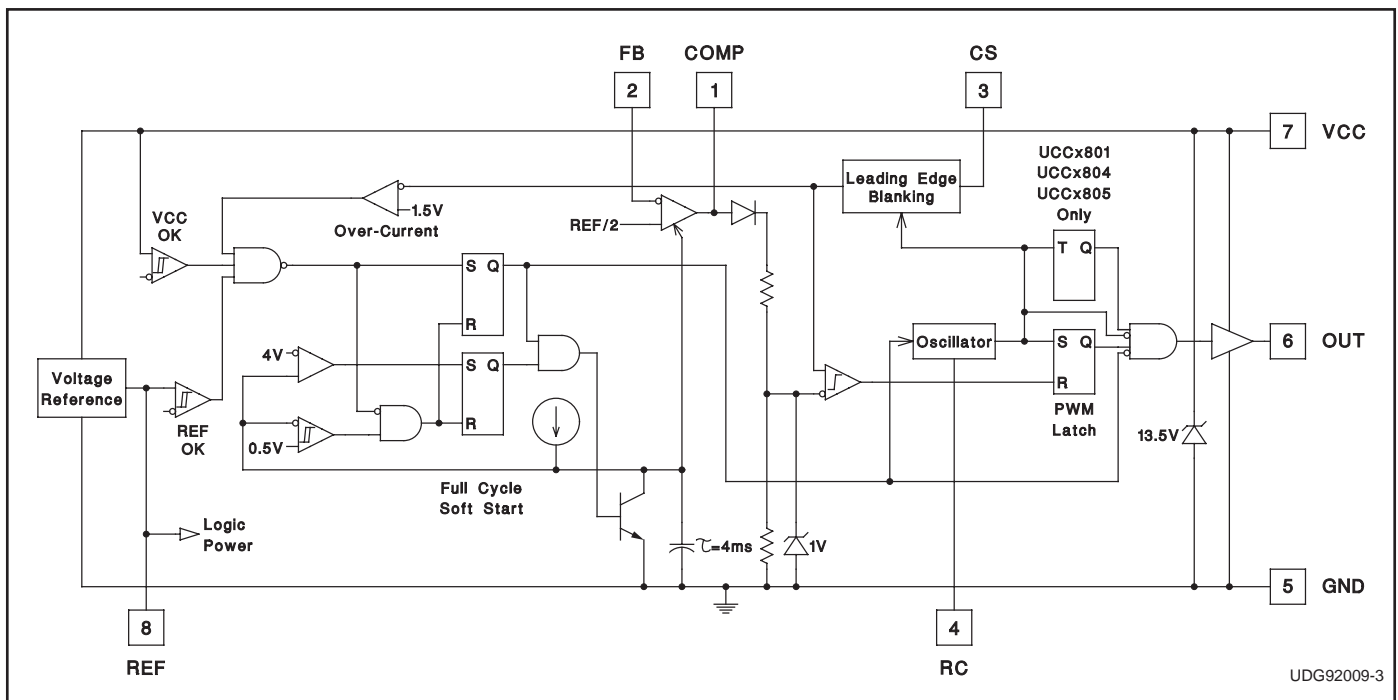 FB
COMP
CS
2
1
3
7
VCC
UCCx801
UCCx804
UCCx805
Only
Leading Edge
Blanking
1.5V
Over-Current
VCC
OK
REF/2
T Q
S Q
R
4V
S Q
R
Oscillator
S Q
R
6
OUT
Voltage
Reference
REF
OK
0.5V
PWM
Latch
13.5V
Full Cycle
Soft Start
Logic
Power
τ=4ms
1V
5
GND
8
REF
4
RC
UDG92009-3